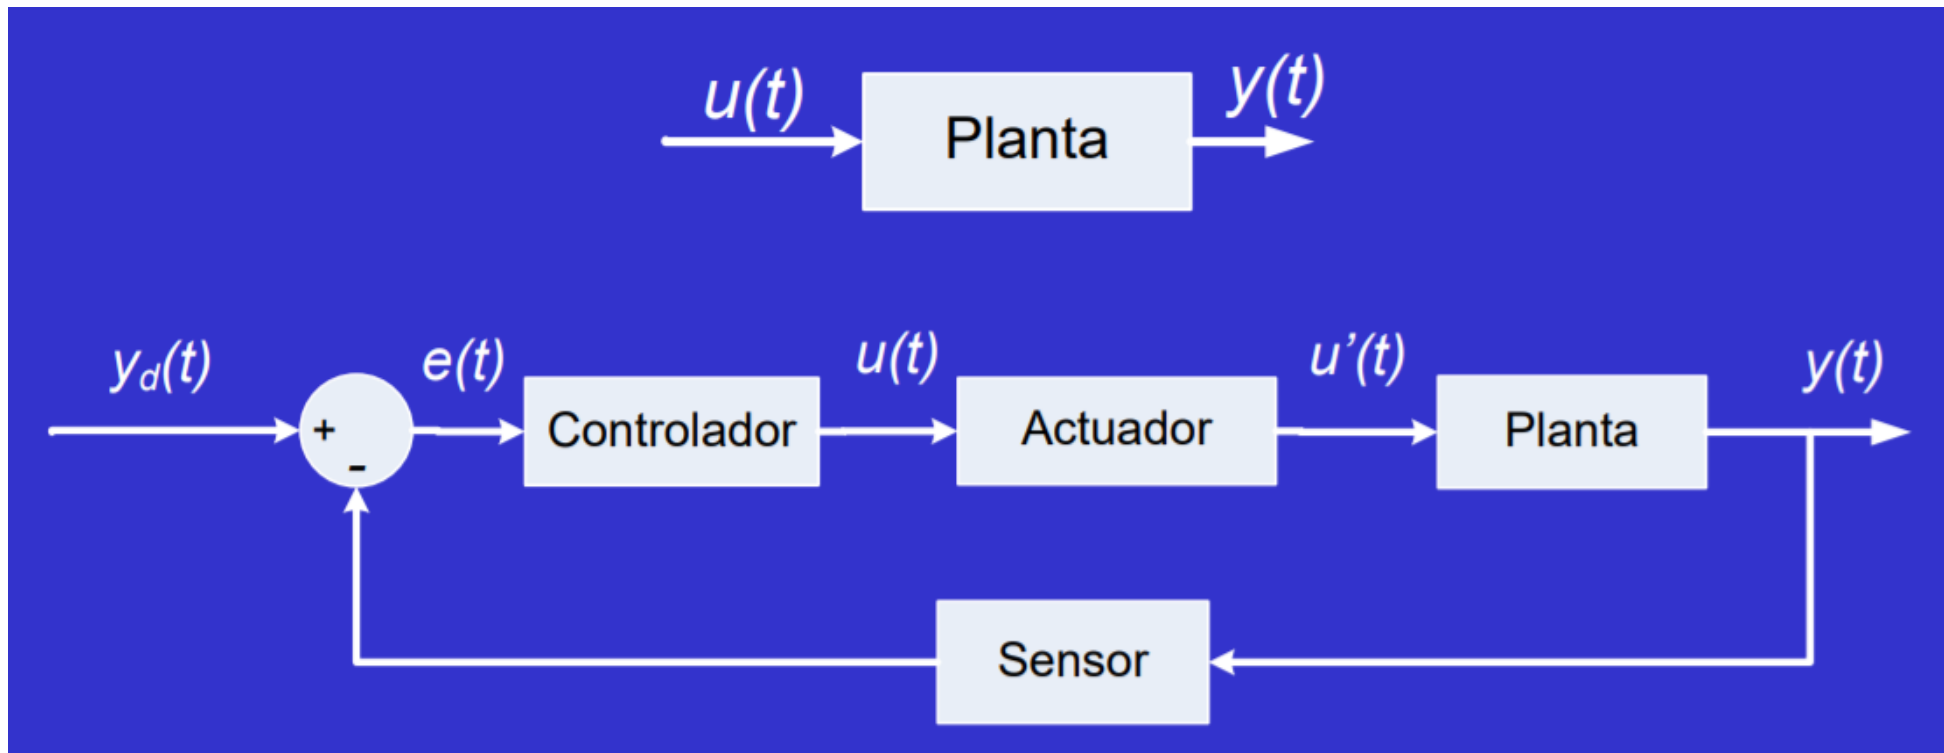 u(t)
Planta
y(t)
yd(t)
+
-
e(t)
Controlador
u(t)
Actuador
u’(t)
Planta
y(t)
Sensor